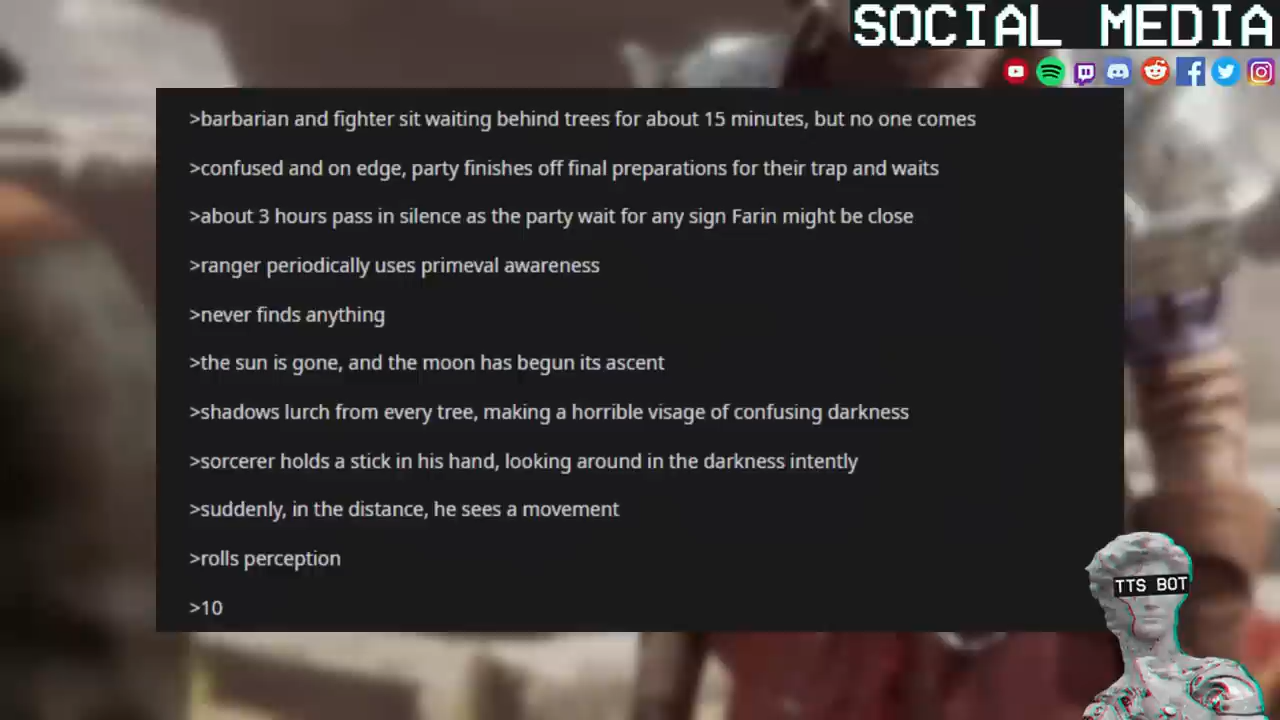 SOCIAL MEDIA
>barbarian and fighter sit waiting behind trees for about 15 minutes, but no one comes
>confused and on edge, party finishes off final preparations for their trap and waits
>about 3 hours pass in silence as the party wait for any sign Farin might be close
>ranger periodically uses primeval awareness
>never finds anything
>the sun is gone, and the moon has begun its ascent
>shadows lurch from every tree, making a horrible visage of confusing darkness
>sorcerer holds a stick in his hand, looking around in the darkness intently
>suddenly, in the distance, he sees a movement
>rolls perception
>10
TTS BOT